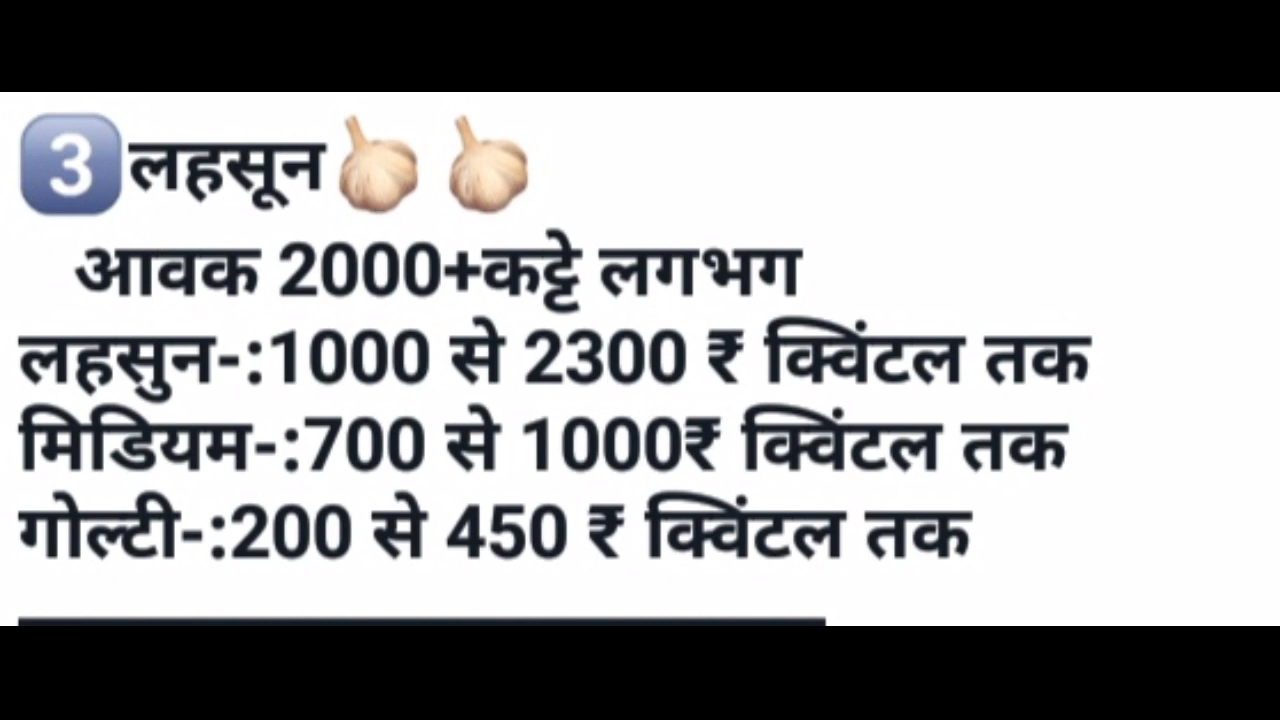 3️⃣लहसून🧄 🧄
आवक 2000+कट्टे लगभग
लहसुन-:1000 से 2300 ₹ क्विंटल तक
मिडियम-:700 से 1000₹ क्विंटल तक
गोल्टी-:200 से 450 ₹ क्विंटल तक